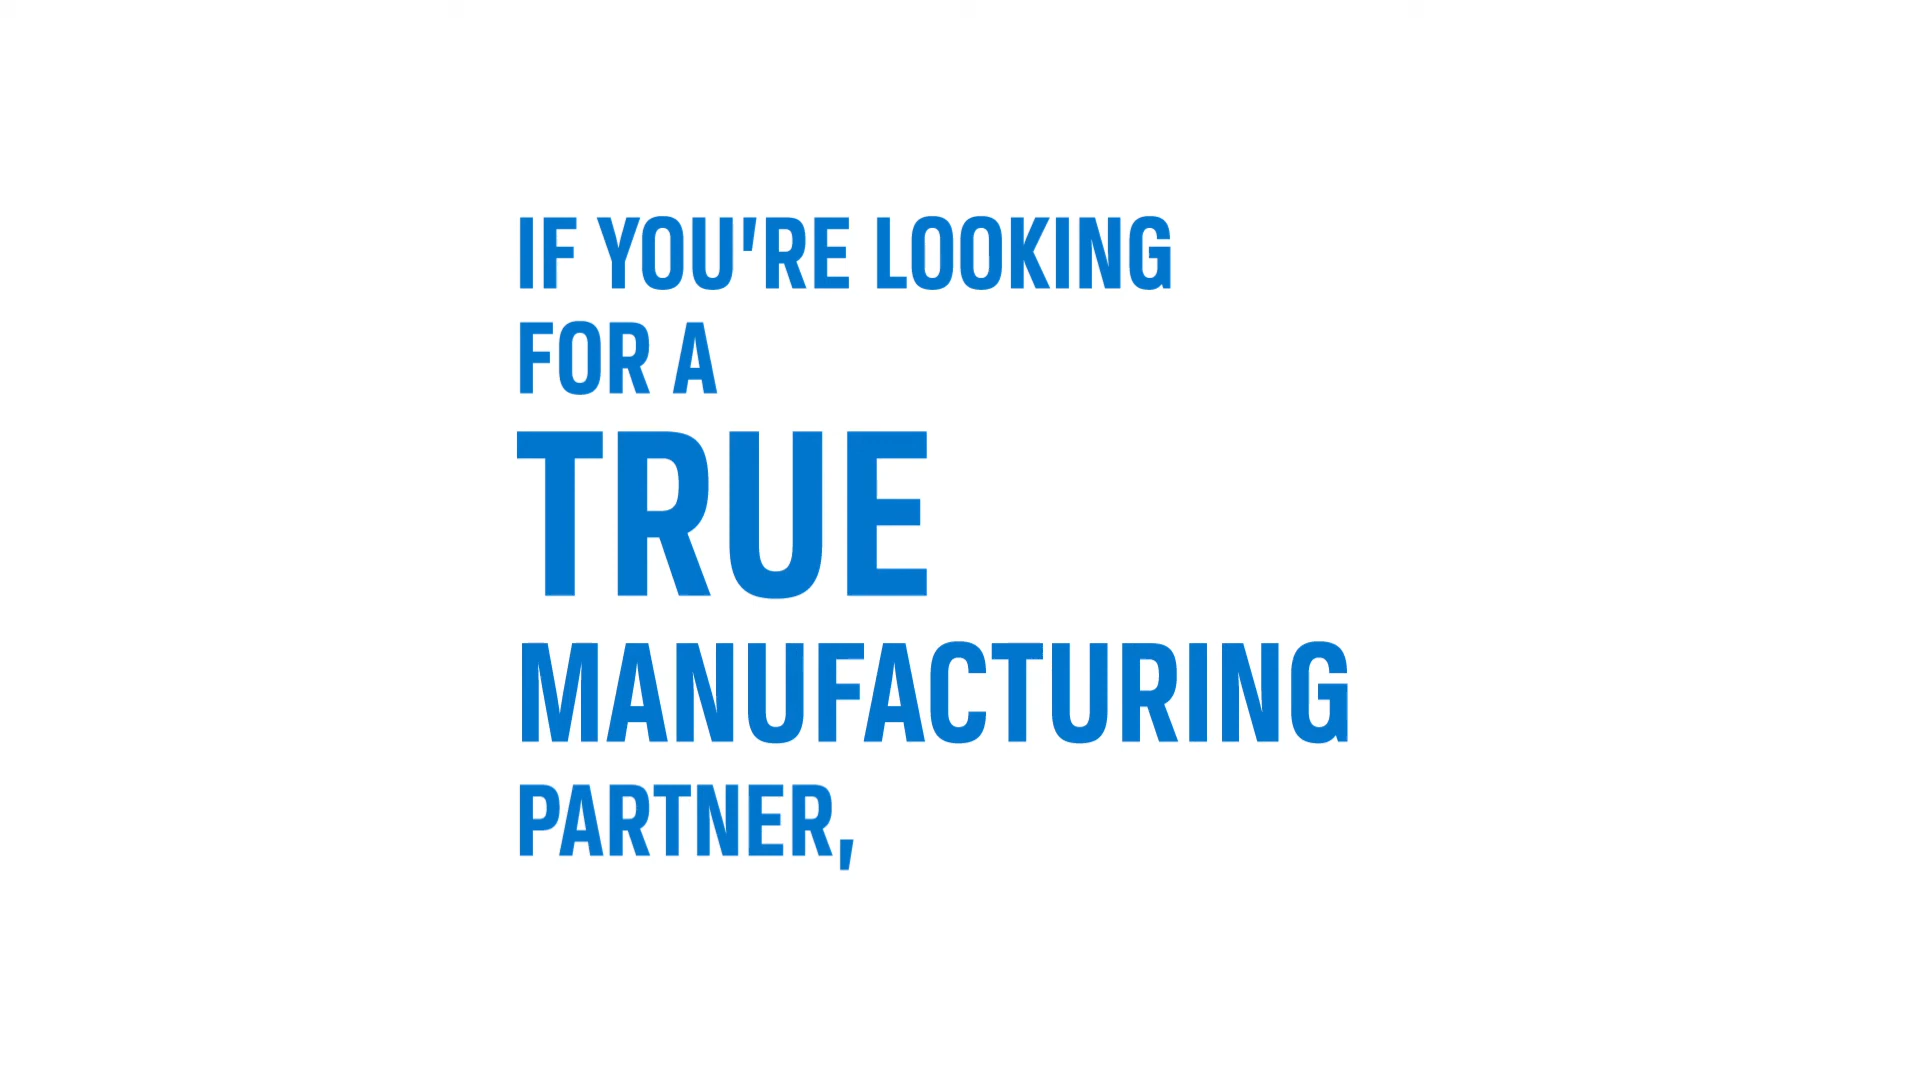 IF YOU'RE LOOKING
FOR A
TRUE
MANUFACTURING
PARTNER,